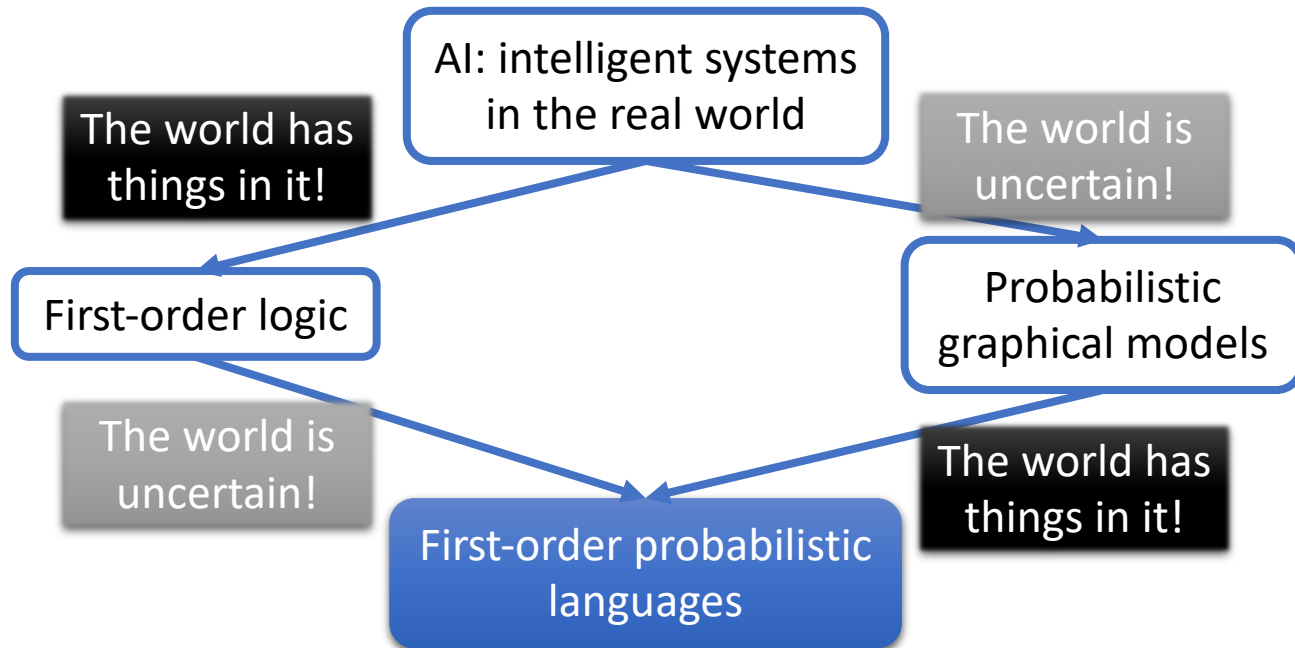 AI: intelligent systems
in the real world
The world has
things in it!
The world is
uncertain!
First-order logic
Probabilistic
graphical models
The world is
uncertain!
The world has
things in it!
First-order probabilistic
languages